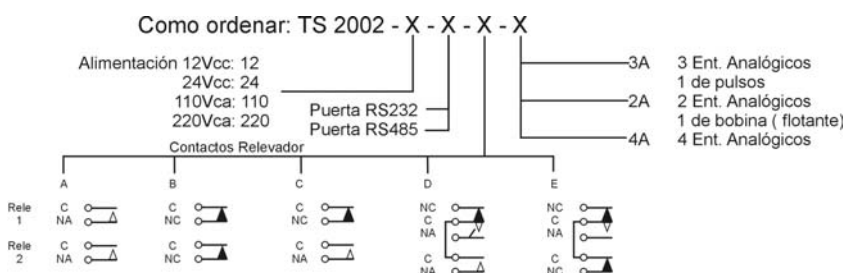 Como ordenar: TS 2002 - X - X - X - X
Alimentación 12Vcc: 12
24Vcc: 24
110Vca: 110
220Vca: 220
Puerta RS232
Puerta RS485
3A 3 Ent. Analógicos
1 de pulsos
2A 2 Ent. Analógicos
1 de bobina ( flotante)
4A 4 Ent. Analógicos
Contactos Relevador
A B C D E
Rele 1
C NA
C NC
C NC
NC C NA
NC C NA
Rele 2
C NA
C NC
C NA
C NA
C NC